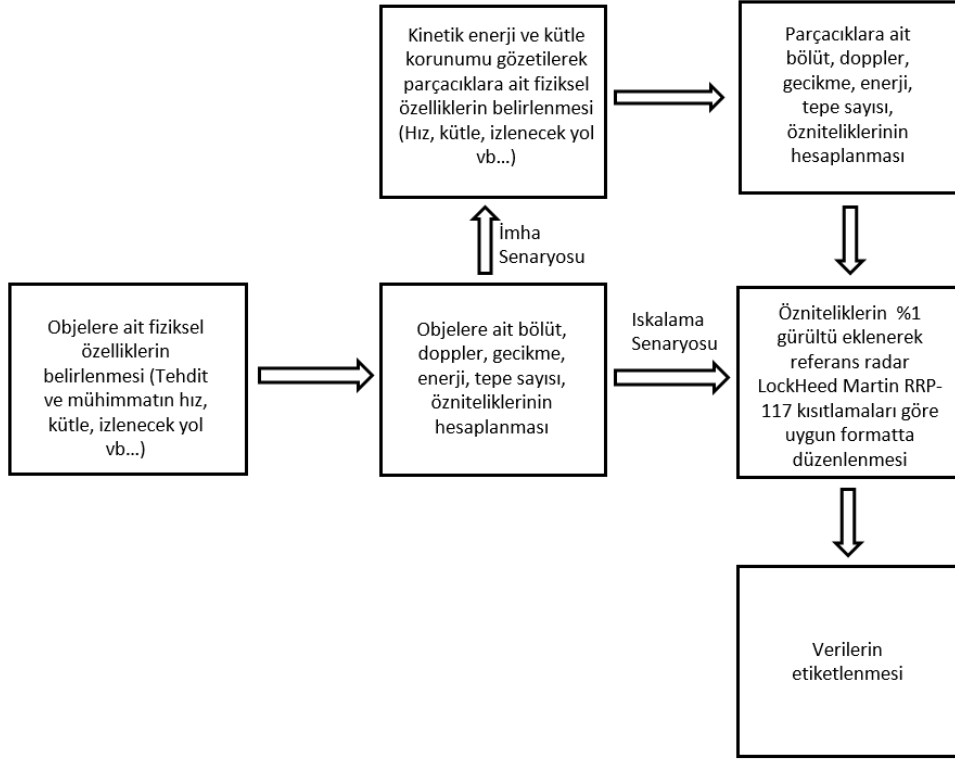 Kinetik enerji ve kütle
korunumu gözetilerek
parçacıklara ait fiziksel
özelliklerin belirlenmesi
(Hız, kütle, izlenecek yol
vb...)
Parçacıklara ait
bölüt, doppler,
gecikme, enerji,
tepe sayısı,
özniteliklerinin
hesaplanması
İmha
Senaryosu
Objelere ait fiziksel
özelliklerin
belirlenmesi (Tehdit
ve mühimmatın hız,
kütle, izlenecek yol
vb...)
Objelere ait bölüt,
doppler, gecikme,
enerji, tepe sayısı,
özniteliklerinin
hesaplanması
Iskalama
Senaryosu
Özniteliklerin %1
gürültü eklenerek
referans radar
LockHeed Martin RRP-
117 kısıtlamaları göre
uygun formatta
düzenlenmesi
Verilerin
etiketlenmesi